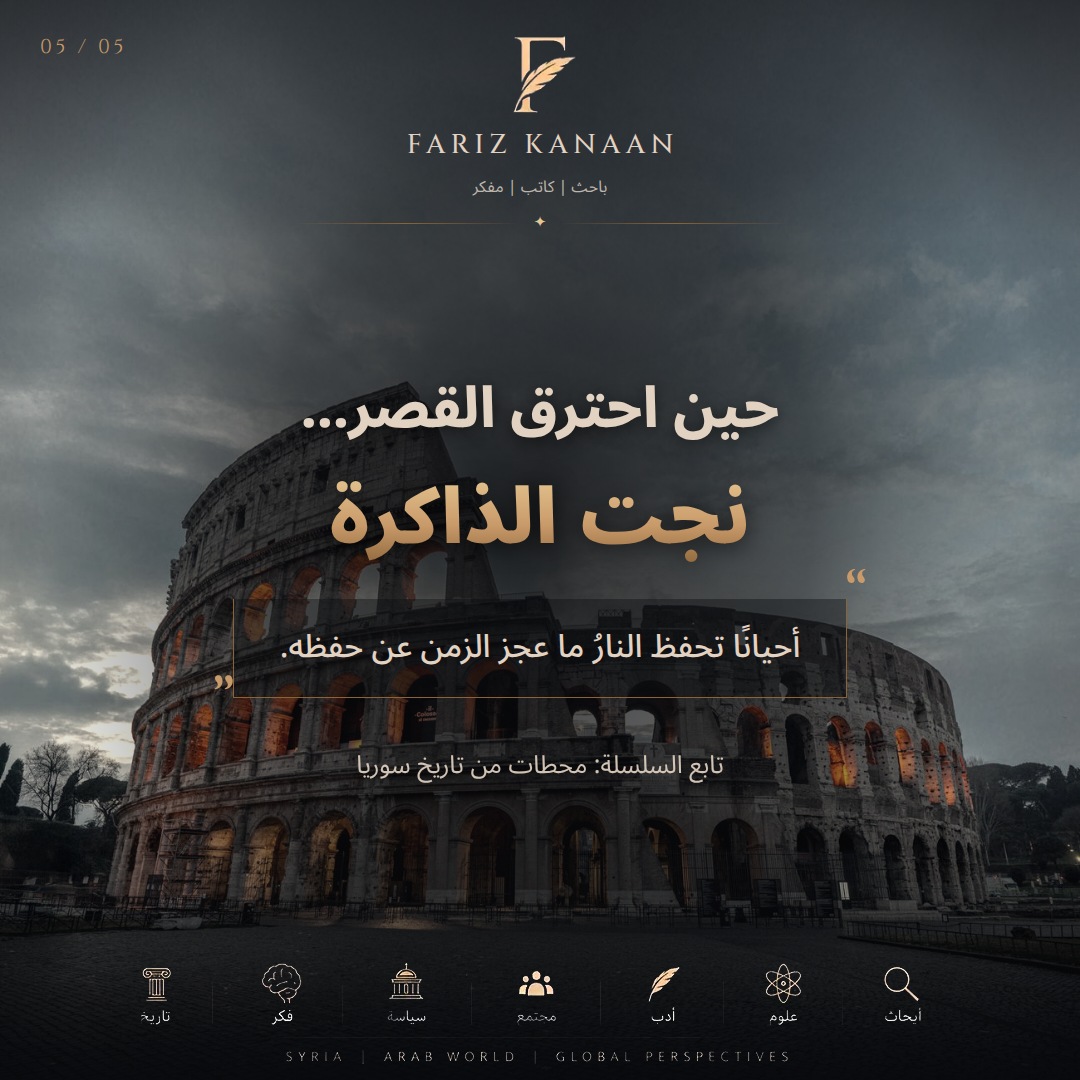 05 / 05
FARIZ KANAAN
باحث | كاتب | مفكر
حين احترق القصر...
نجت الذاكرة
“
أحيانًا تحفظ النارُ ما عجز الزمن عن حفظه.
”
تابع السلسلة: محطات من تاريخ سوريا
أبحاث
علوم
أدب
مجتمع
سياسة
فكر
تاريخ
SYRIA | ARAB WORLD | GLOBAL PERSPECTIVES